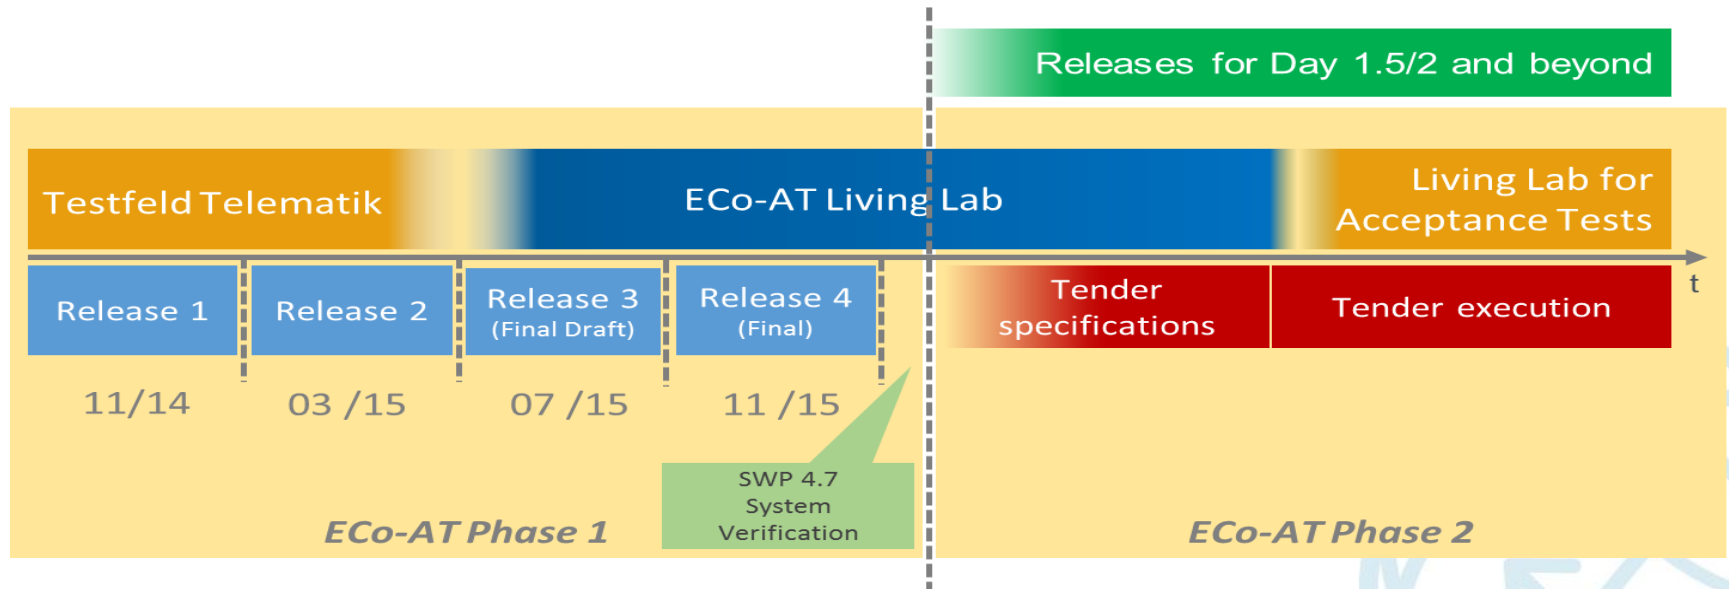 Releases for Day 1.5/2 and beyond
Testfeld Telematik
ECo-AT Living Lab
Living Lab for
Acceptance Tests
t
Release 1
Release 2
Release 3
(Final Draft)
Release 4
(Final)
Tender
specifications
Tender execution
11/14
03 /15
07 /15
11 /15
SWP 4.7
System
Verification
ECo-AT Phase 1
ECo-AT Phase 2